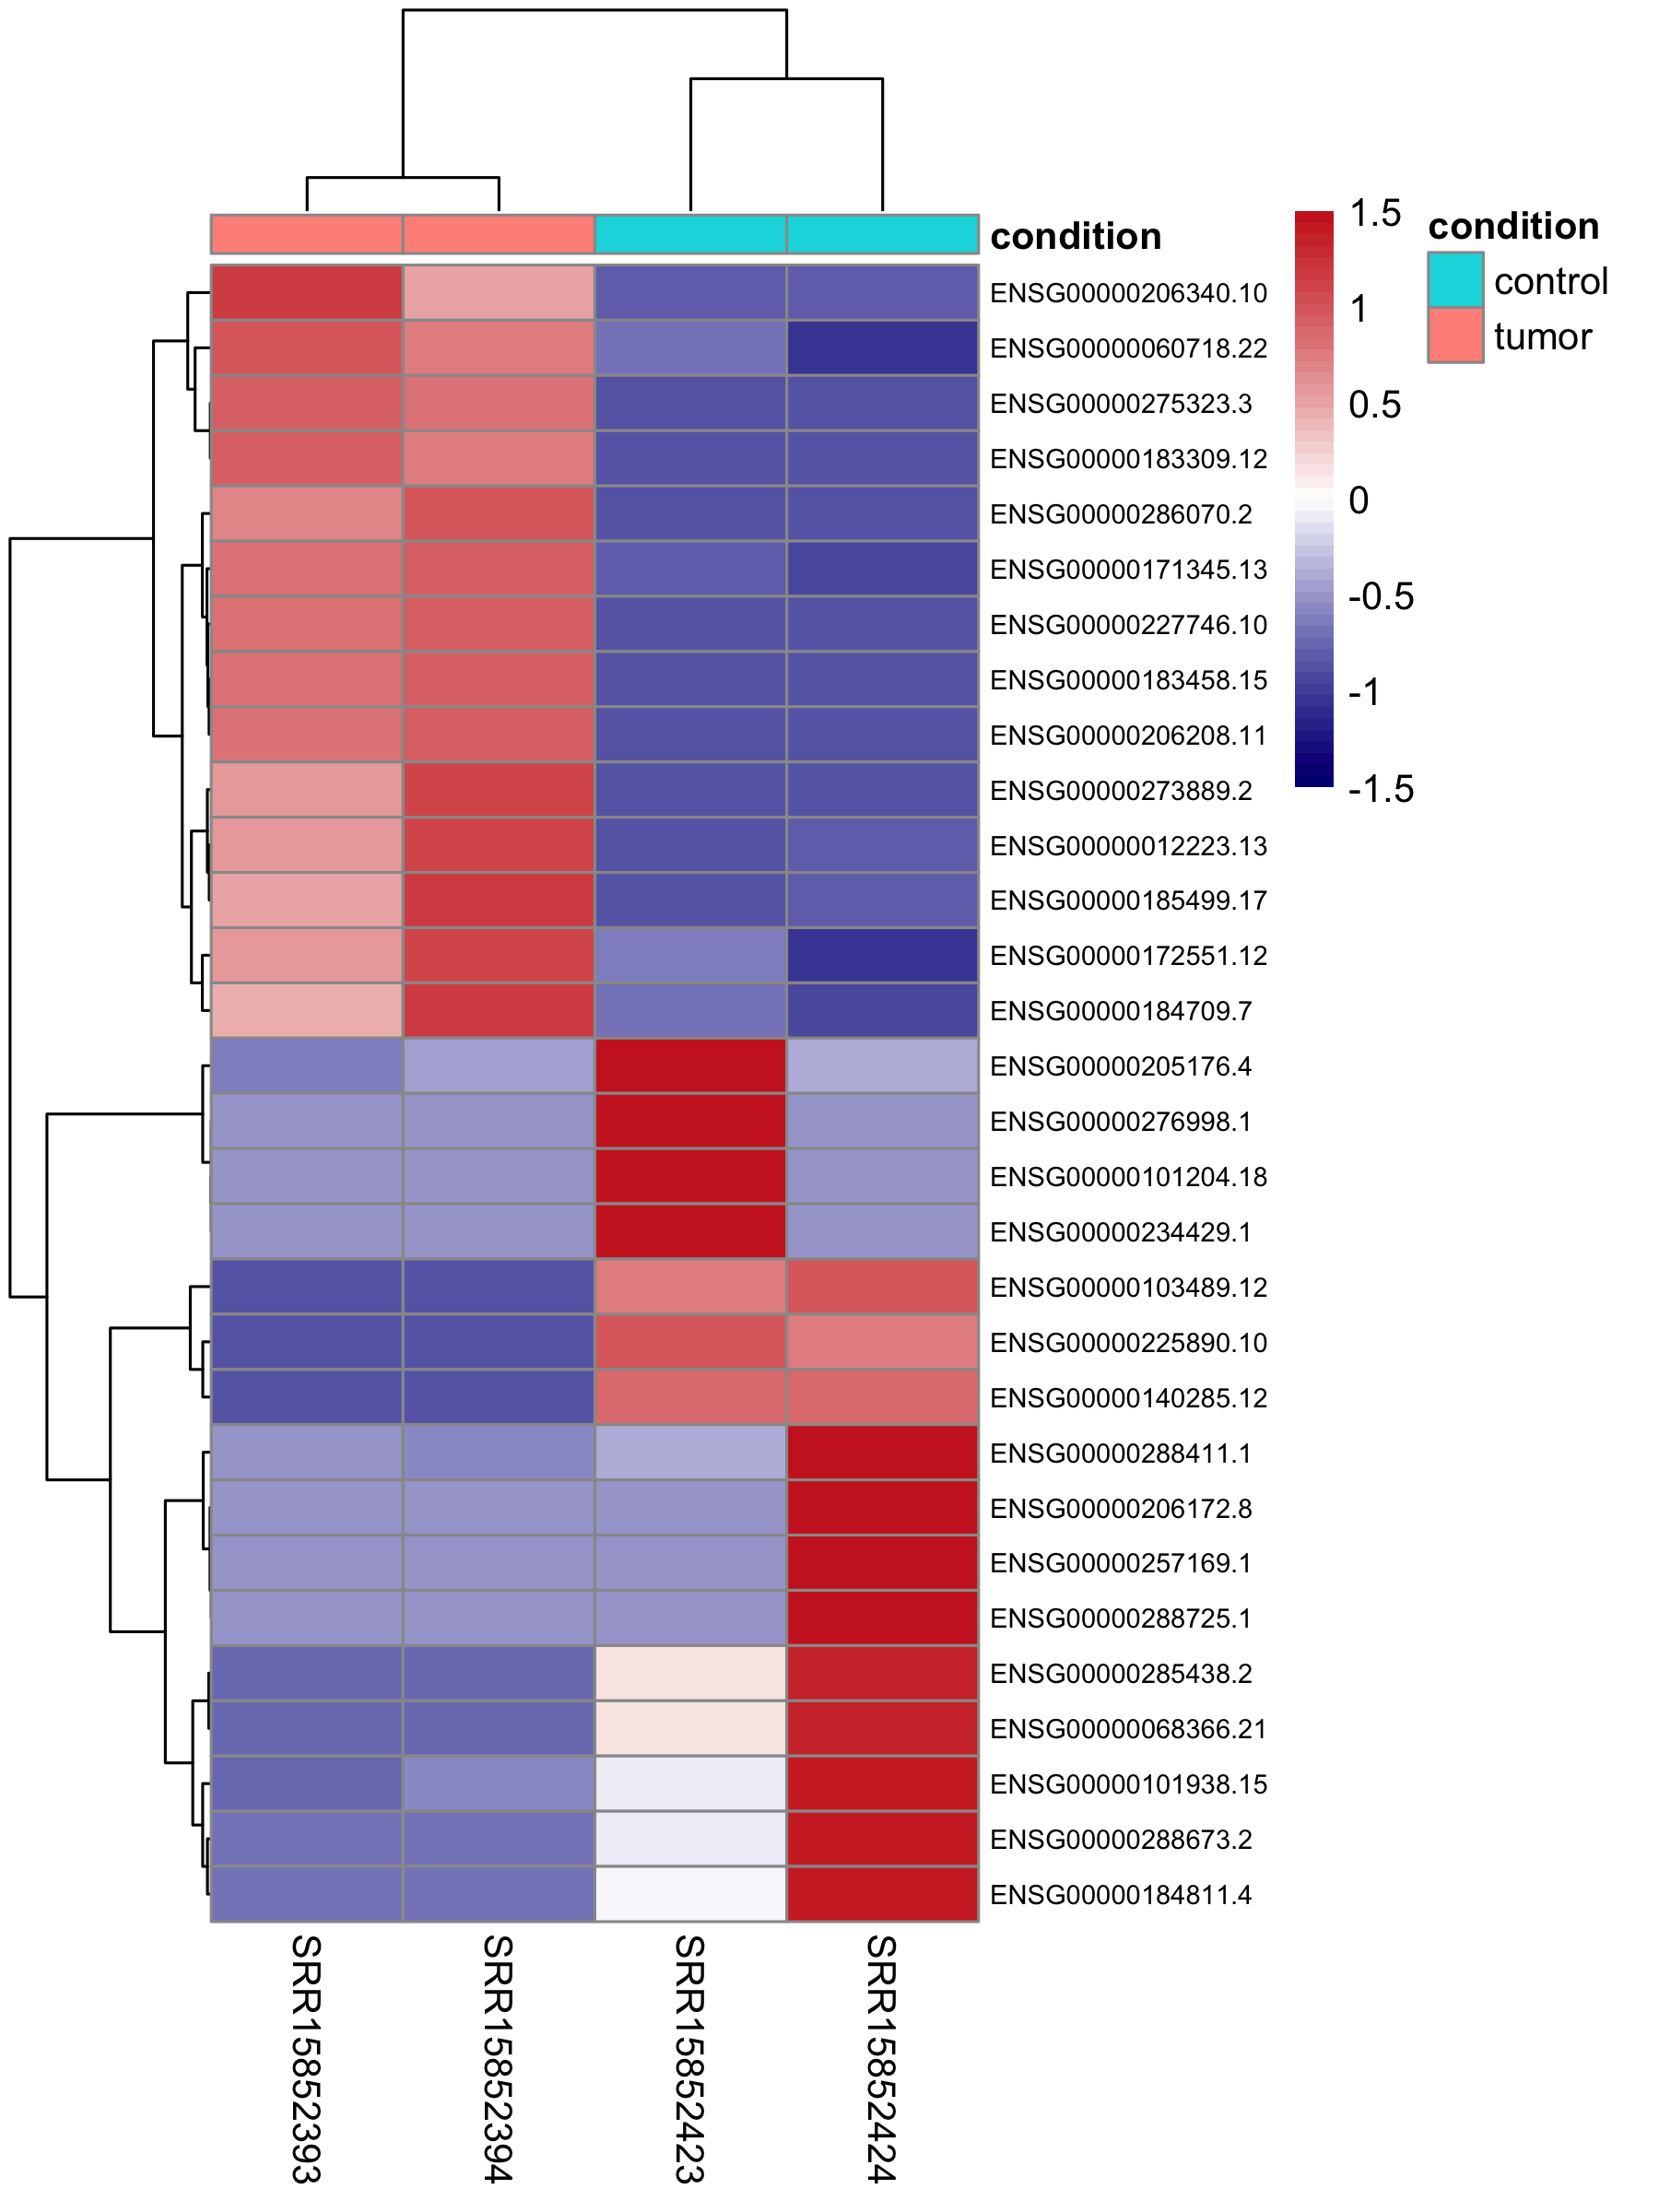 condition
ENSG00000206340.10
ENSG00000060718.22
ENSG00000275323.3
ENSG00000183309.12
ENSG00000286070.2
ENSG00000171345.13
ENSG00000227746.10
ENSG00000183458.15
ENSG00000206208.11
ENSG00000273889.2
ENSG00000012223.13
ENSG00000185499.17
ENSG00000172551.12
ENSG00000184709.7
ENSG00000205176.4
ENSG00000276998.1
ENSG00000101204.18
ENSG00000234429.1
ENSG00000103489.12
ENSG00000225890.10
ENSG00000140285.12
ENSG00000288411.1
ENSG00000206172.8
ENSG00000257169.1
ENSG00000288725.1
ENSG00000285438.2
ENSG00000068366.21
ENSG00000101938.15
ENSG00000288673.2
ENSG00000184811.4
SRR15852393
SRR15852394
SRR15852423
SRR15852424
1.5
1
0.5
0
-0.5
-1
-1.5
condition
control
tumor